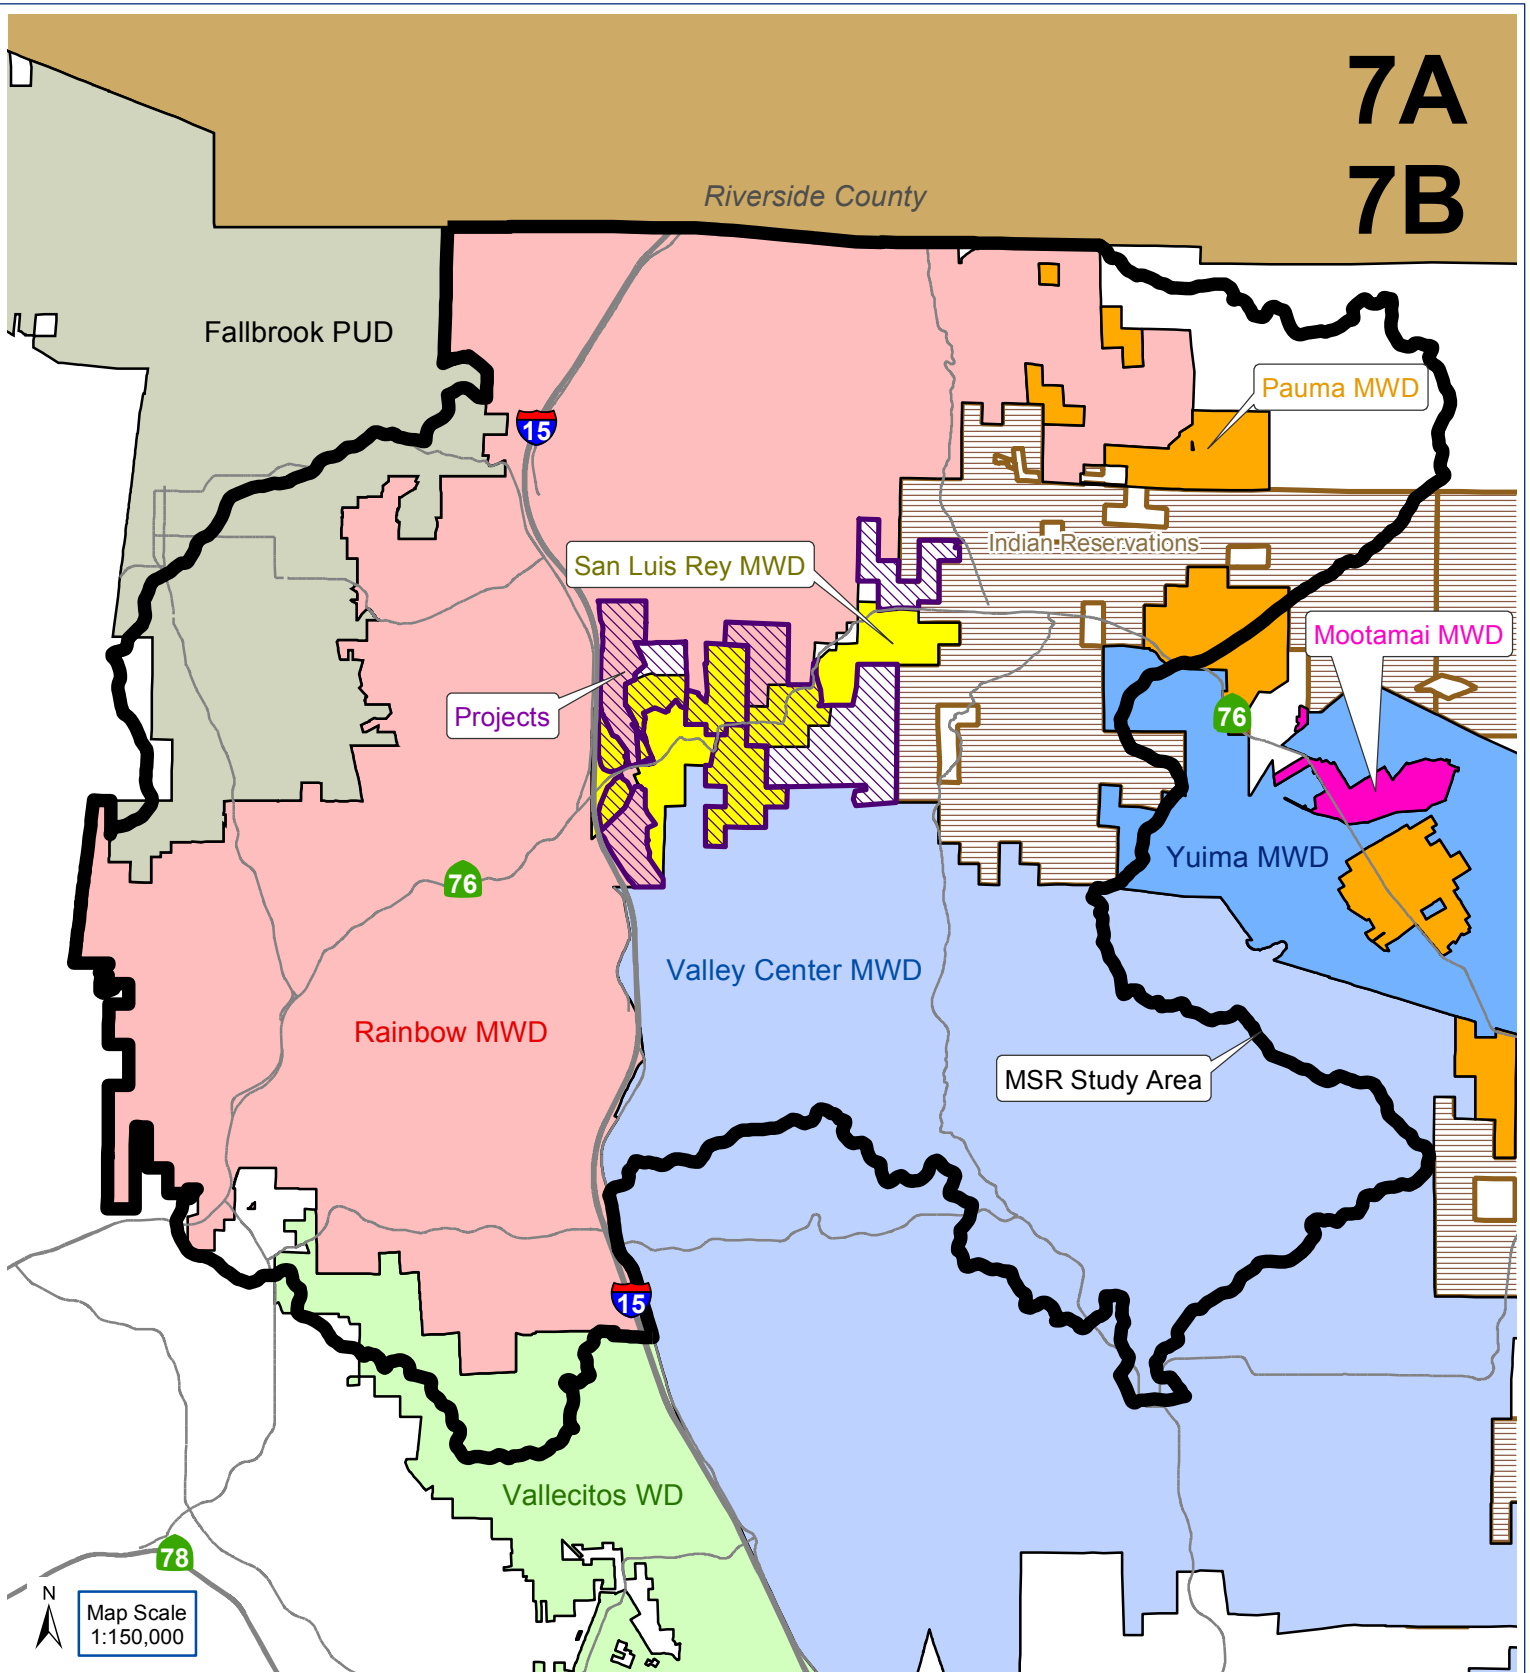 7A
7B
Riverside County
Fallbrook PUD
Pauma MWD
15
Indian Reservations
San Luis Rey MWD
Mootamai MWD
Projects
76
Yuima MWD
76
Valley Center MWD
Rainbow MWD
MSR Study Area
15
Vallecitos WD
78
N
Map Scale
1:150,000